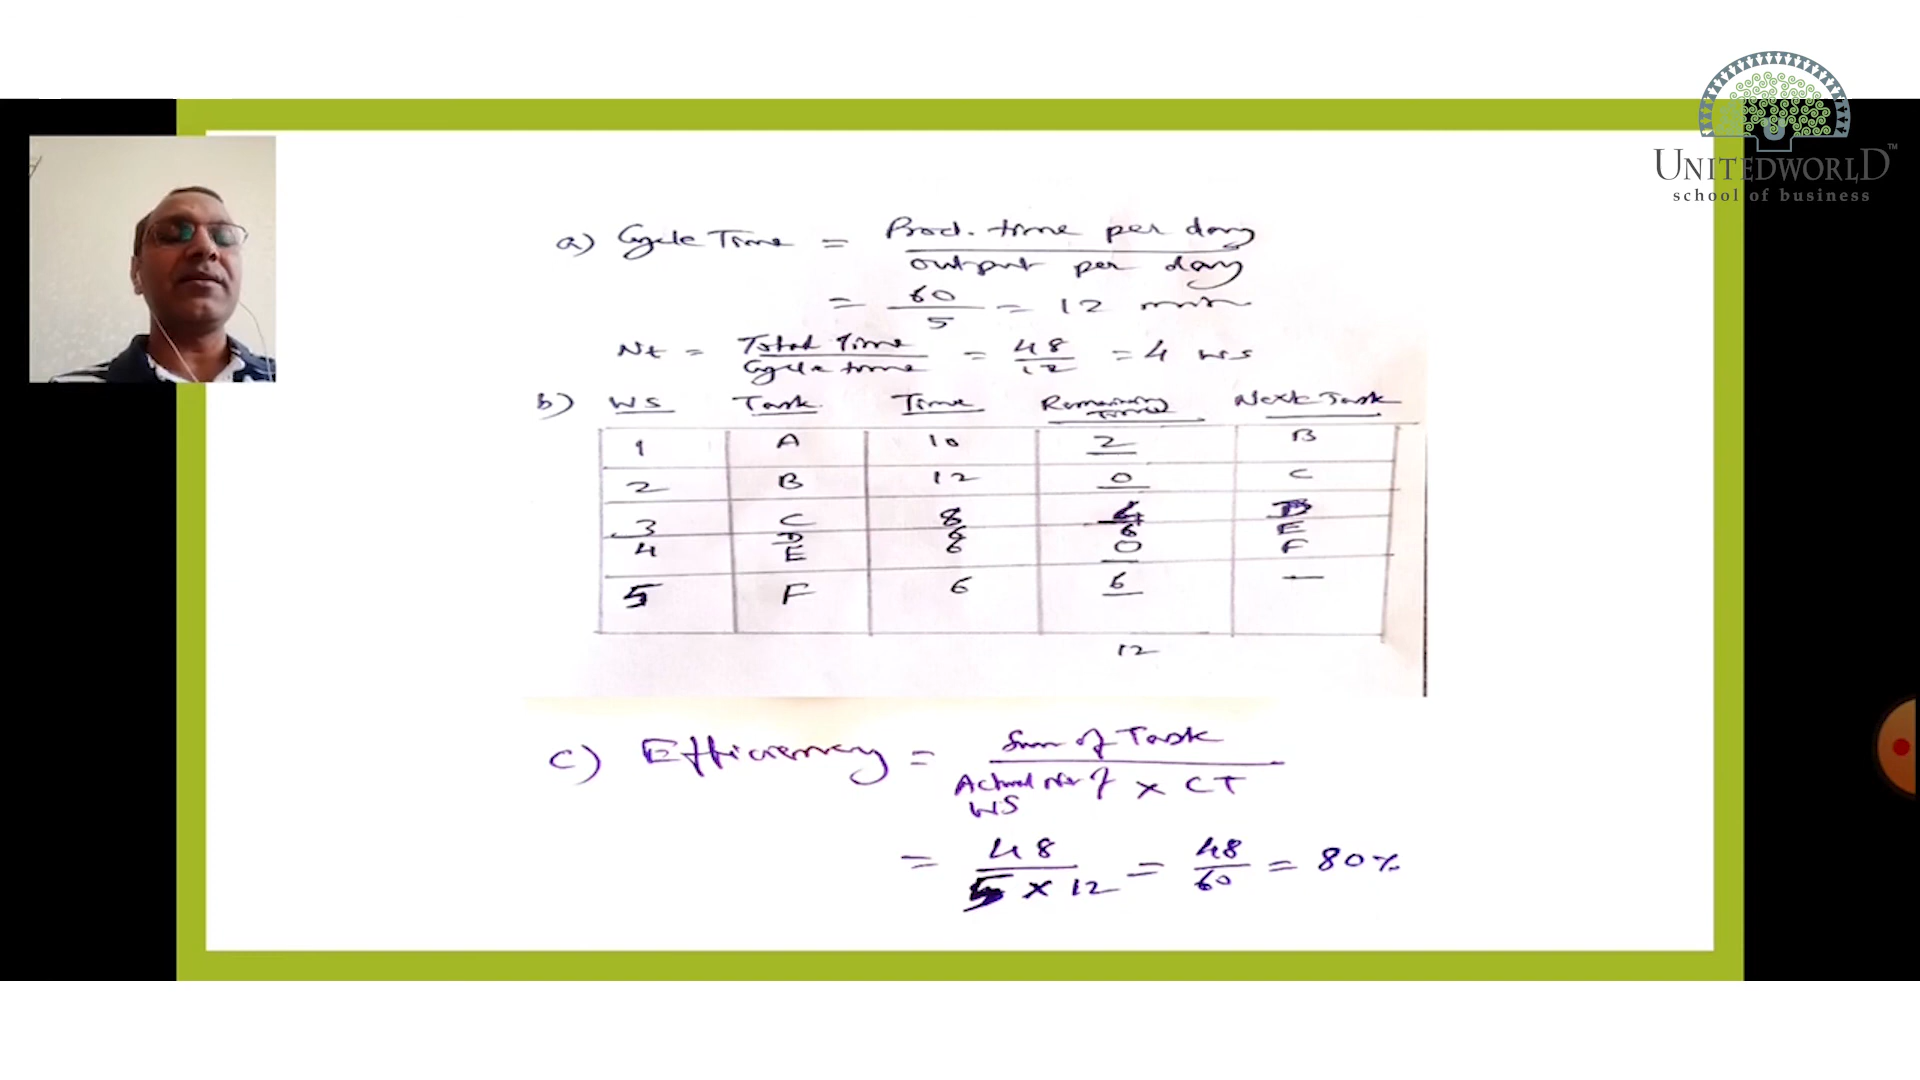 UNITEDWORLD™
school of business
a) Cycle Time = Prod. time per day
output per day
= 60
5
= 12 min
Nt = Total Time
Cycle time
= 48
12
= 4 WS
b) WS Task Time Remaining Time Next Task
1 A 10 2 B
2 B 12 0 C
3 C 8 4 D
4 D 6 6 E
E 6 0 F
5 F 6 6 —
12
c) Efficiency = Sum of Task
Actual No of WS × CT
= 48
5 × 12
= 48
60
= 80%